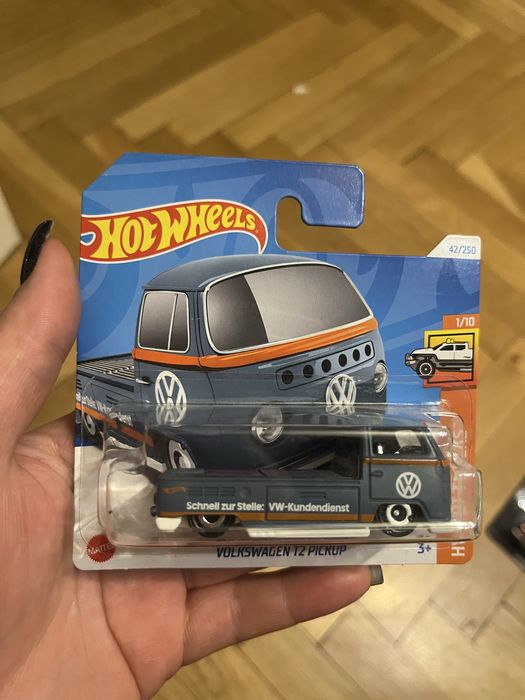 HOT WHEELS
42/250
1/10
Schnell zur Stelle: VW-Kundendienst
MATTEL
VOLKSWAGEN T2 PICKUP
3+